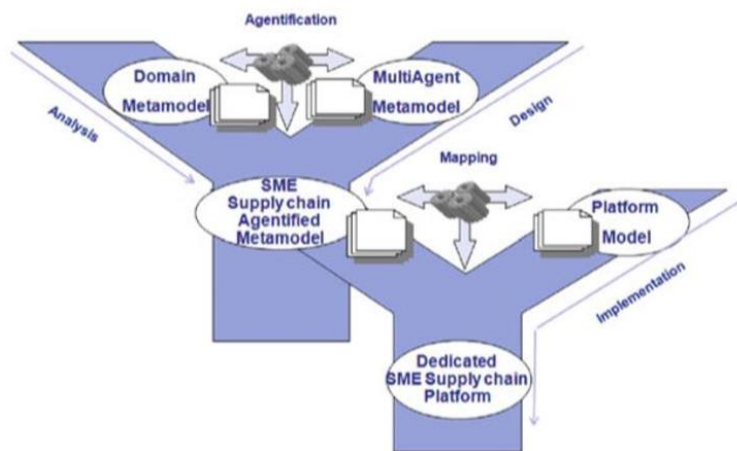 Agentification
Domain
Metamodel
MultiAgent
Metamodel
Analysis
Design
Mapping
SME
Supply chain
Agentified
Metamodel
Platform
Model
Implementation
Dedicated
SME Supply chain
Platform